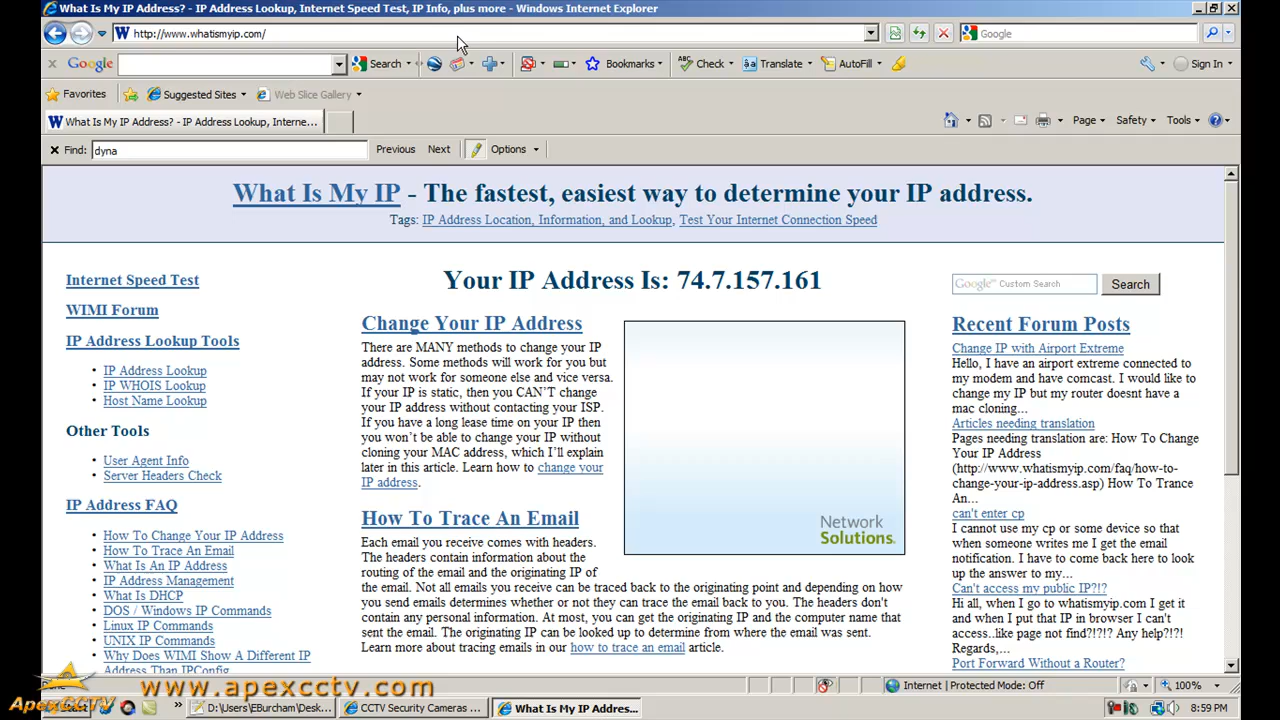 What Is My IP Address? - IP Address Lookup, Internet Speed Test, IP Info, plus more - Windows Internet Explorer
http://www.whatismyip.com/
Google
Google
Search
Bookmarks
Check
Translate
AutoFill
Sign In
Favorites
Suggested Sites
Web Slice Gallery
What Is My IP Address? - IP Address Lookup, Interne...
Page
Safety
Tools
Find: dyna
Previous
Next
Options
What Is My IP - The fastest, easiest way to determine your IP address.
Tags: IP Address Location, Information, and Lookup, Test Your Internet Connection Speed
Internet Speed Test
WIMI Forum
IP Address Lookup Tools
• IP Address Lookup
• IP WHOIS Lookup
• Host Name Lookup
Other Tools
• User Agent Info
• Server Headers Check
IP Address FAQ
• How To Change Your IP Address
• How To Trace An Email
• What Is An IP Address
• IP Address Management
• What Is DHCP
• DOS / Windows IP Commands
• Linux IP Commands
• UNIX IP Commands
• Why Does WIMI Show A Different IP
Address Than IPConfig
Your IP Address Is: 74.7.157.161
Change Your IP Address
There are MANY methods to change your IP
address. Some methods will work for you but
may not work for someone else and vice versa.
If your IP is static, then you CAN'T change
your IP address without contacting your ISP.
If you have a long lease time on your IP then
you won't be able to change your IP without
cloning your MAC address, which I'll explain
later in this article. Learn how to change your
IP address.
Network
Solutions.
How To Trace An Email
Each email you receive comes with headers.
The headers contain information about the
routing of the email and the originating IP of
the email. Not all emails you receive can be traced back to the originating point and depending on how
you send emails determines whether or not they can trace the email back to you. The headers don't
contain any personal information. At most, you can get the originating IP and the computer name that
sent the email. The originating IP can be looked up to determine from where the email was sent.
Learn more about tracing emails in our how to trace an email article.
Google™ Custom Search
Search
Recent Forum Posts
Change IP with Airport Extreme
Hello, I have an airport extreme connected to
my modem and have comcast. I would like to
change my IP but my router doesnt have a
mac cloning...
Articles needing translation
Pages needing translation are: How To Change
Your IP Address
(http://www.whatismyip.com/faq/how-to-
change-your-ip-address.asp) How To Trance
An...
can't enter cp
I cannot use my cp or some device so that
when someone writes me I get the email
notification. I have to come back here to look
up the answer to my...
Can't access my public IP?!?
Hi all, when I go to whatismyip.com I get it
and when I put that IP in browser I can't
access..like page not find?!?!? Any help?!?!
Regards,...
Port Forward Without a Router?
Internet | Protected Mode: Off
100%
www.apexcctv.com
ApexCCTV
D:\Users\EBurcham\Desk...
CCTV Security Cameras ...
What Is My IP Addres...
8:59 PM